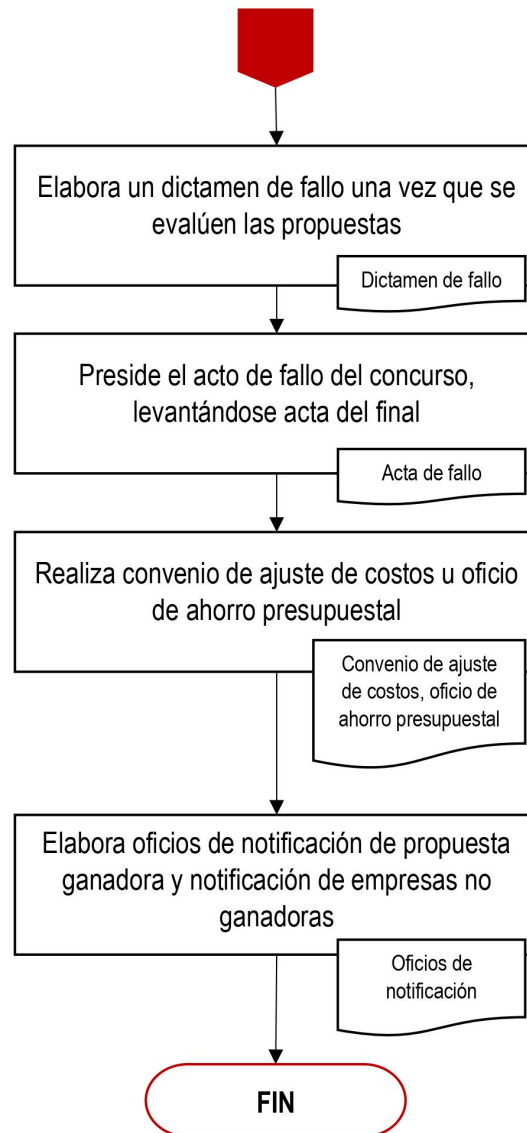 Elabora un dictamen de fallo una vez que se
evalúen las propuestas
Dictamen de fallo
Preside el acto de fallo del concurso,
levantándose acta del final
Acta de fallo
Realiza convenio de ajuste de costos u oficio
de ahorro presupuestal
Convenio de ajuste
de costos, oficio de
ahorro presupuestal
Elabora oficios de notificación de propuesta
ganadora y notificación de empresas no
ganadoras
Oficios de
notificación
FIN